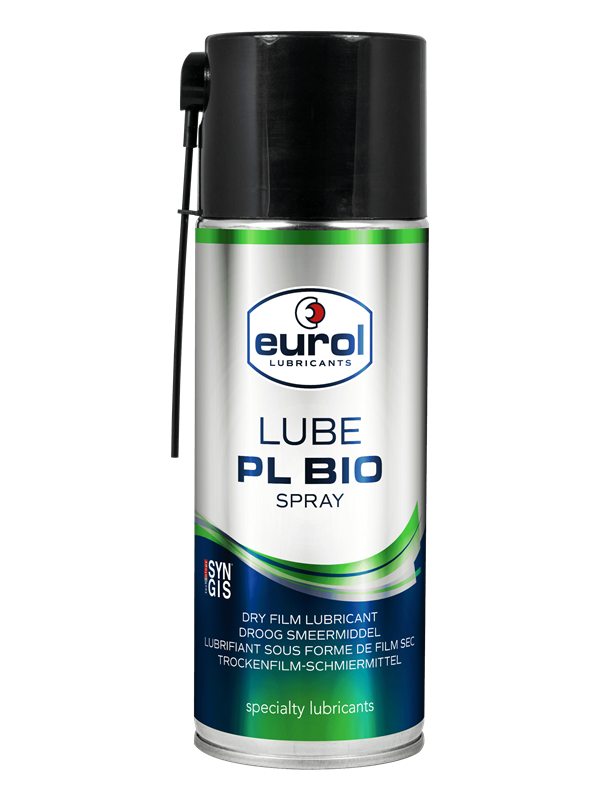 eurol
LUBRICANTS
LUBE
PL BIO
SPRAY
SYN
GIS
DRY FILM LUBRICANT
DROOG SMEERMIDDEL
LUBRIFIANT SOUS FORME DE FILM SEC
TROCKENFILM-SCHMIERMITTEL
specialty lubricants